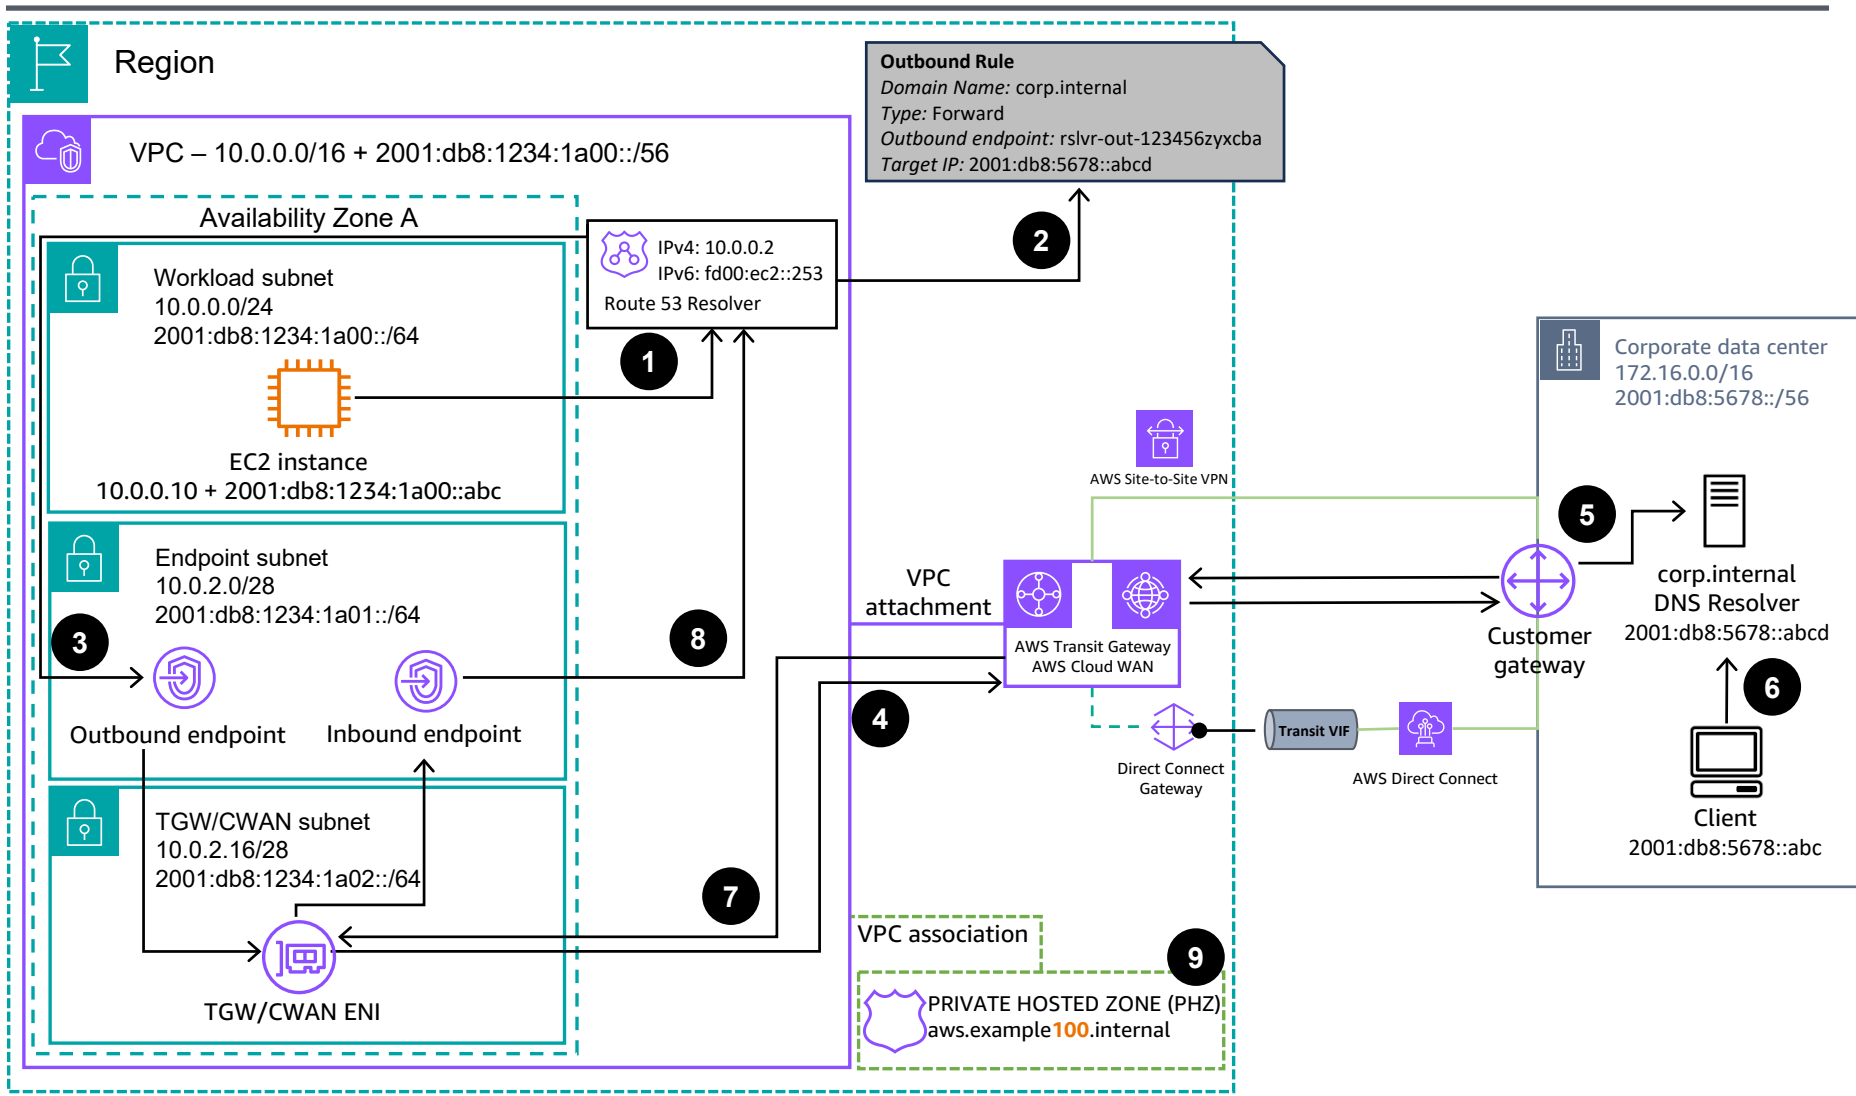 Region
Outbound Rule
Domain Name: corp.internal
Type: Forward
Outbound endpoint: rslvr-out-123456zyxcba
Target IP: 2001:db8:5678::abcd
VPC – 10.0.0.0/16 + 2001:db8:1234:1a00::/56
Availability Zone A
IPv4: 10.0.0.2
IPv6: fd00:ec2::253
Route 53 Resolver
2
Workload subnet
10.0.0.0/24
2001:db8:1234:1a00::/64
1
EC2 instance
10.0.0.10 + 2001:db8:1234:1a00::abc
Corporate data center
172.16.0.0/16
2001:db8:5678::/56
AWS Site-to-Site VPN
5
Endpoint subnet
10.0.2.0/28
2001:db8:1234:1a01::/64
3
8
Outbound endpoint
Inbound endpoint
VPC
attachment
AWS Transit Gateway
AWS Cloud WAN
4
Customer
gateway
corp.internal
DNS Resolver
2001:db8:5678::abcd
6
Direct Connect
Gateway
Transit VIF
AWS Direct Connect
Client
2001:db8:5678::abc
TGW/CWAN subnet
10.0.2.16/28
2001:db8:1234:1a02::/64
7
TGW/CWAN ENI
VPC association
9
PRIVATE HOSTED ZONE (PHZ)
aws.example100.internal